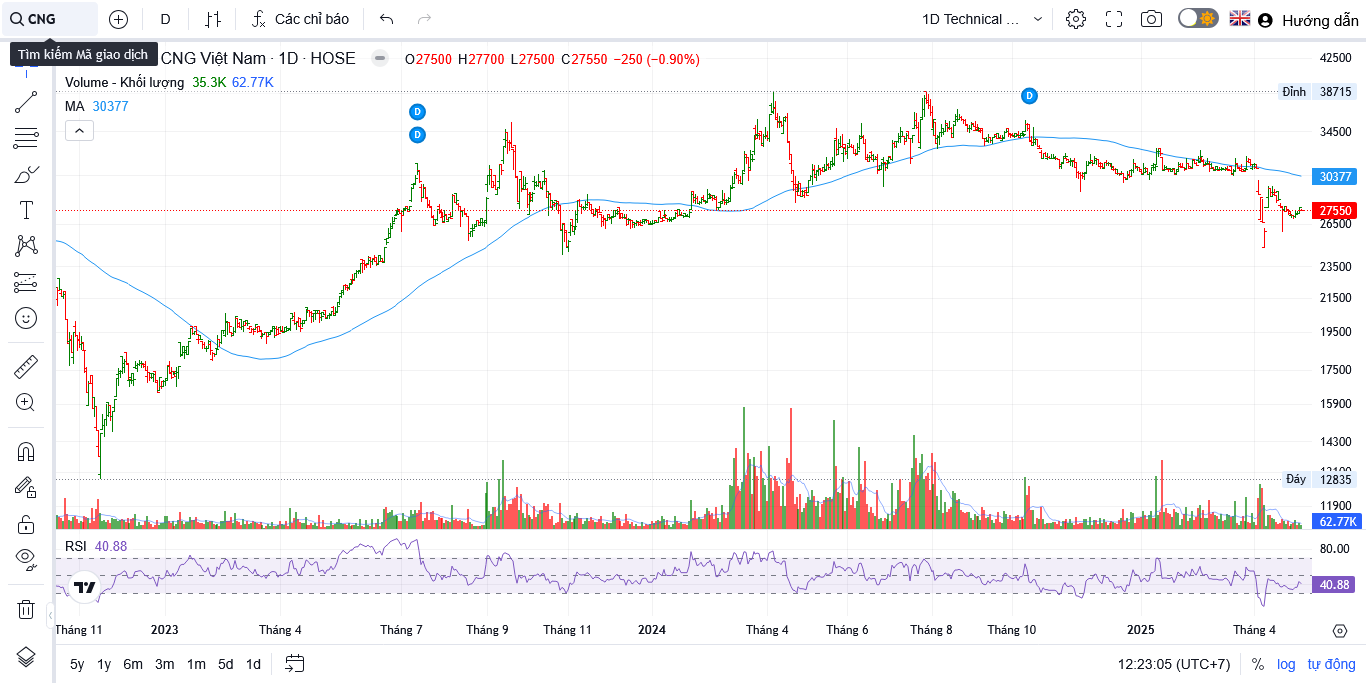 CNG D Các chỉ báo 1D Technical ... Hướng dẫn
Tìm kiếm Mã giao dịch
CNG Việt Nam · 1D · HOSE O27500 H27700 L27500 C27550 −250 (−0.90%)
Volume - Khối lượng 35.3K 62.77K
MA 30377
D
D
D
42500
Đỉnh 38715
34500
30377
27550
26500
23500
21500
19500
17500
15900
14300
13100
Đáy 12835
11900
62.77K
RSI 40.88
80.00
40.88
Tháng 11 2023 Tháng 4 Tháng 7 Tháng 9 Tháng 11 2024 Tháng 4 Tháng 6 Tháng 8 Tháng 10 2025 Tháng 4
5y 1y 6m 3m 1m 5d 1d 12:23:05 (UTC+7) % log tự động